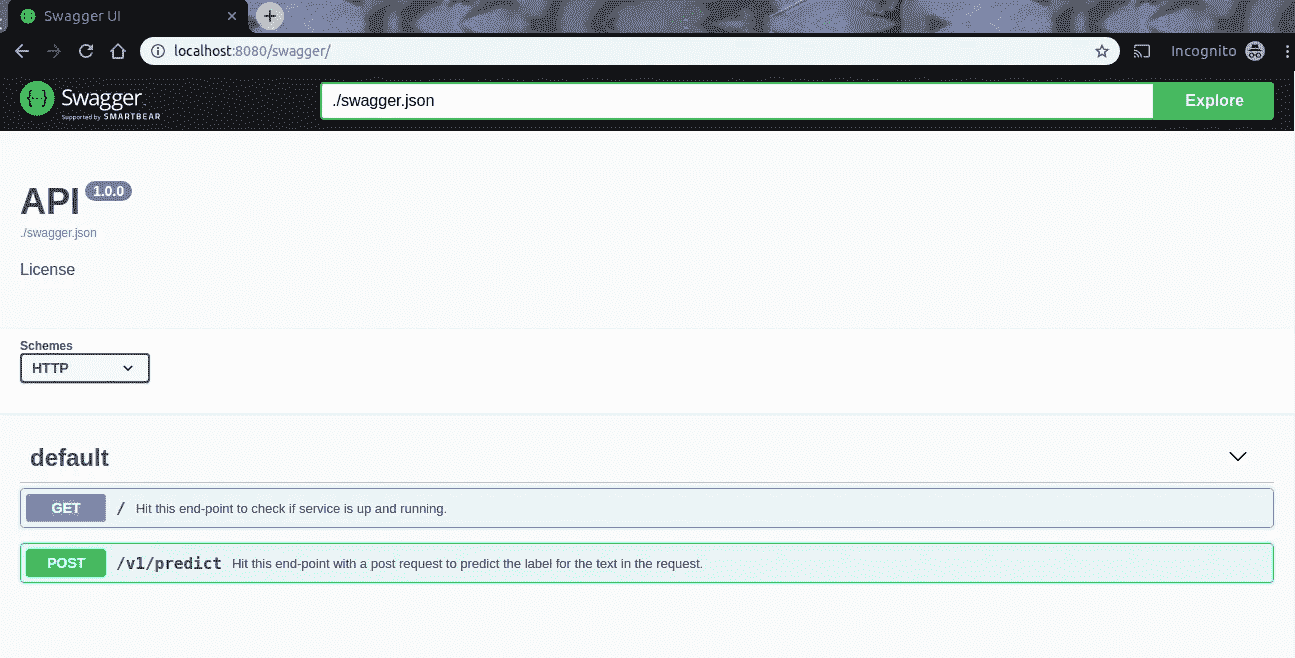 Swagger UI
localhost:8080/swagger/
Incognito
Swagger
Supported by SMARTBEAR
./swagger.json
Explore
API 1.0.0
./swagger.json
License
Schemes
HTTP
default
GET / Hit this end-point to check if service is up and running.
POST /v1/predict Hit this end-point with a post request to predict the label for the text in the request.